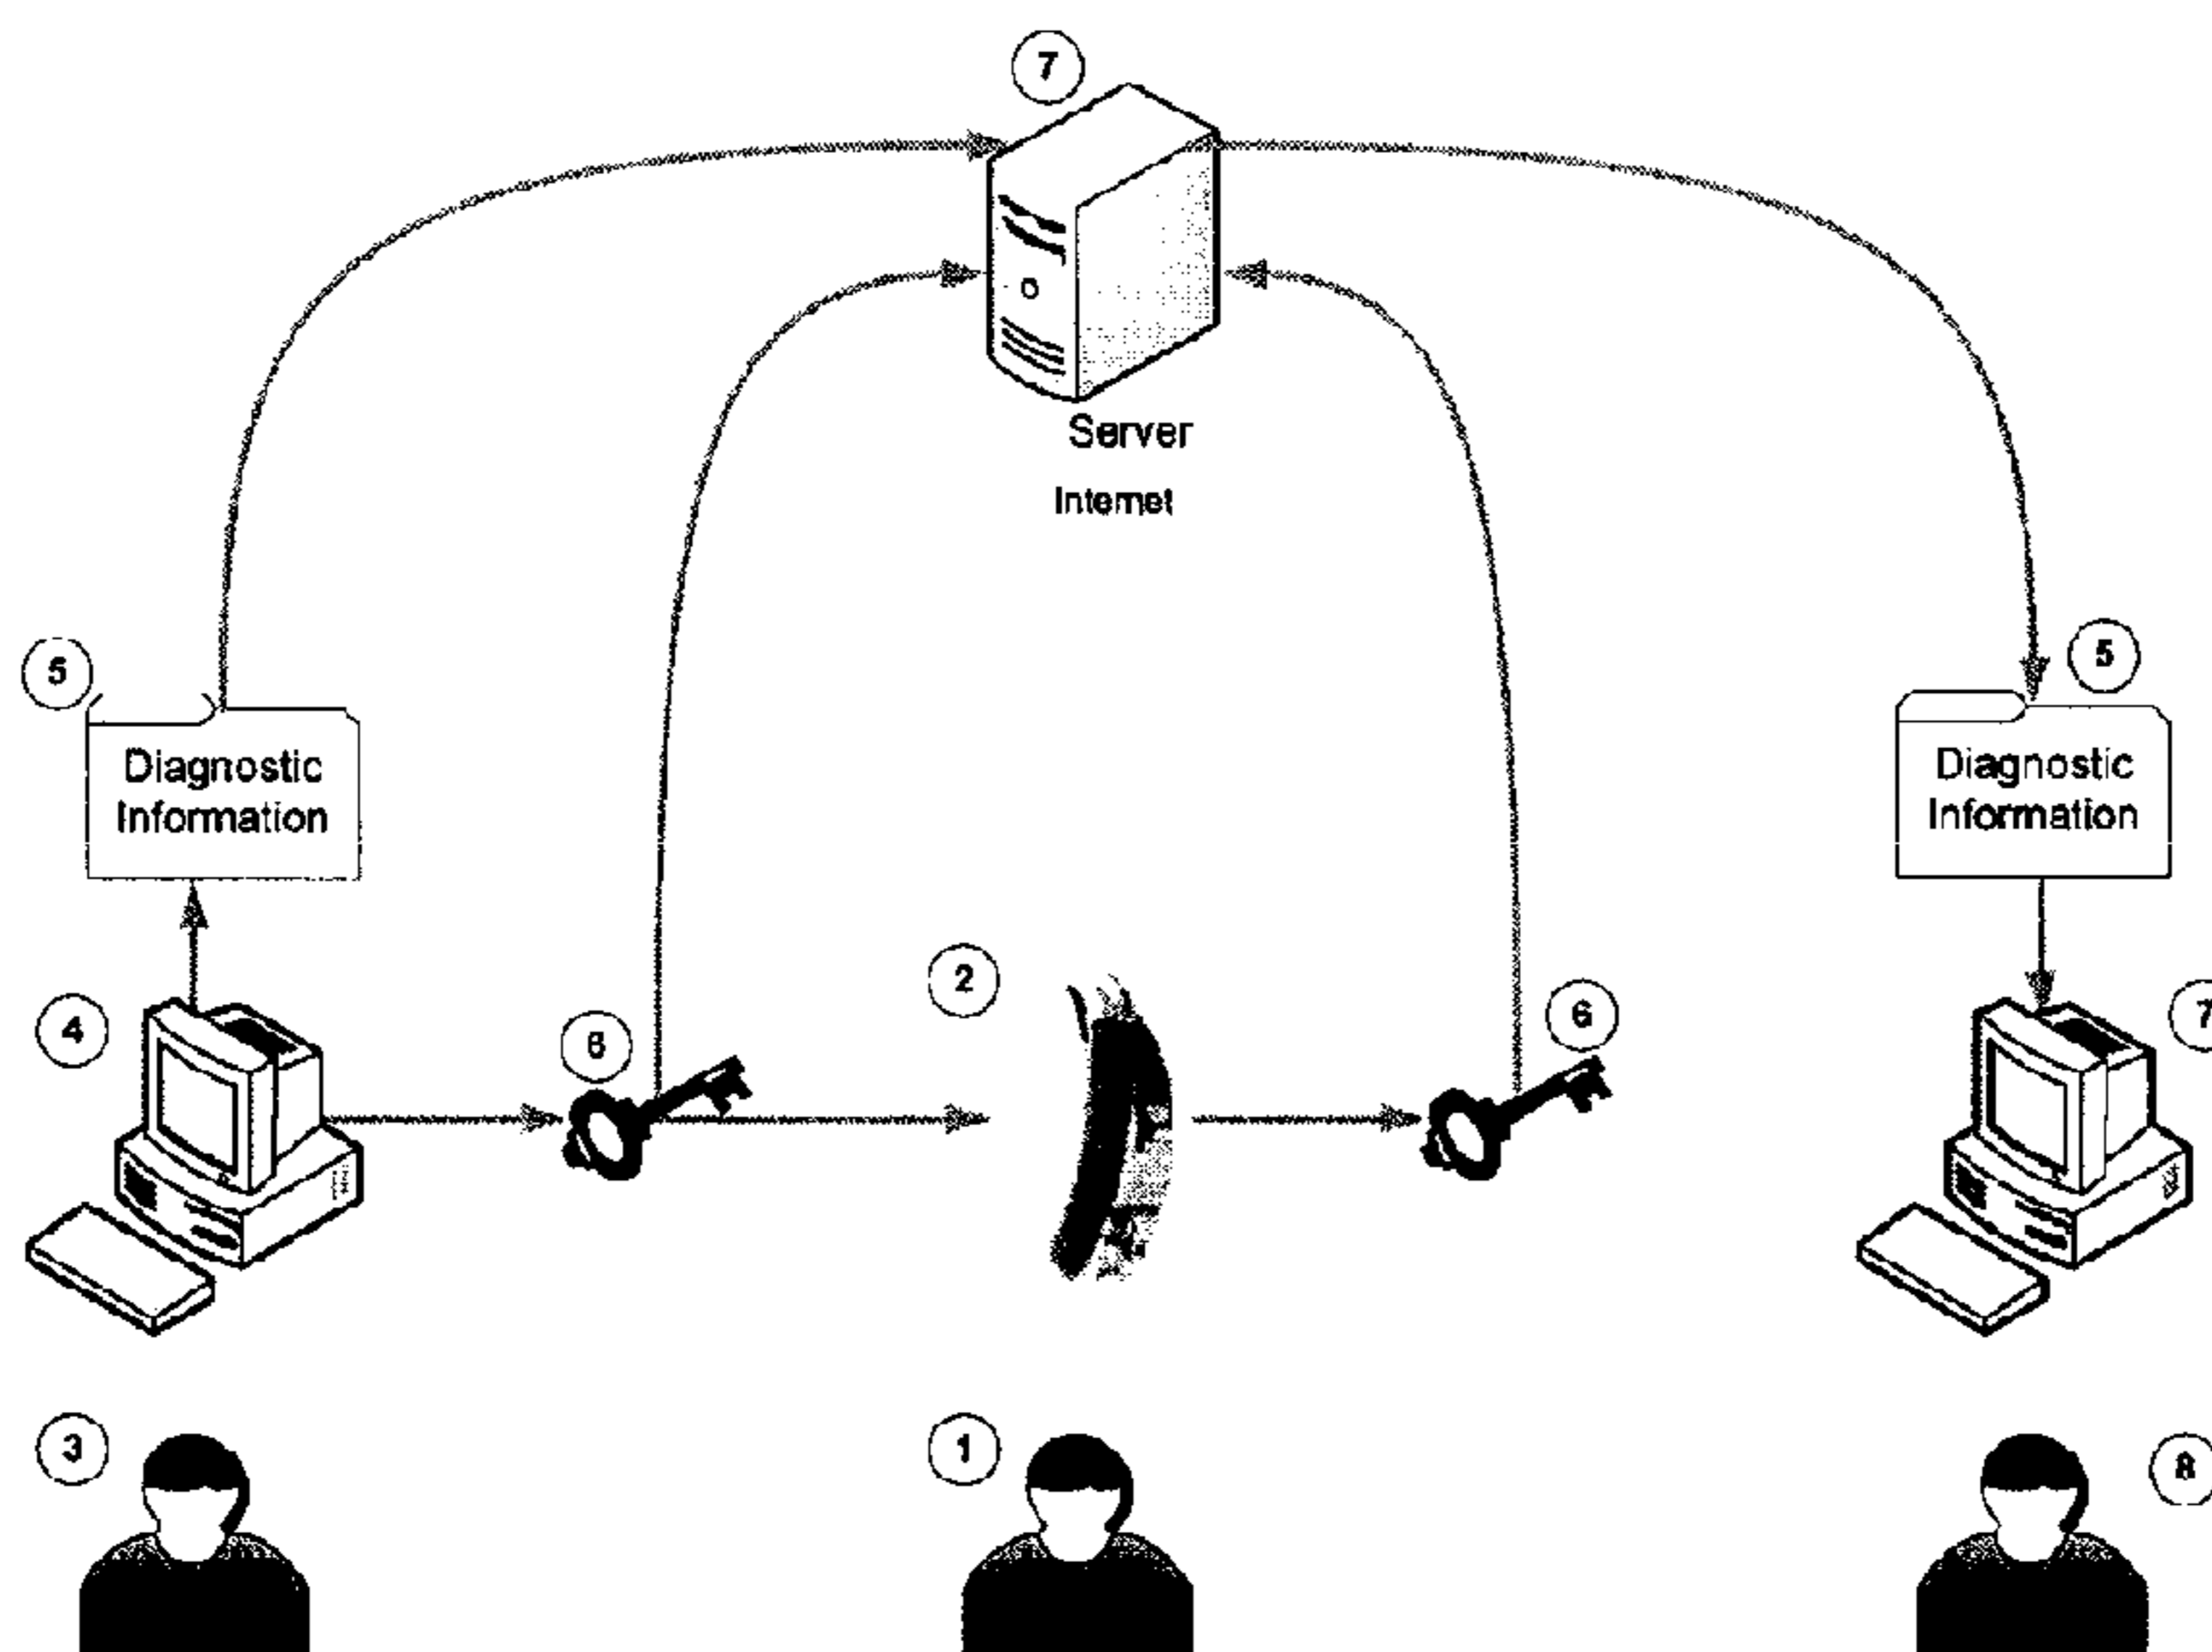 7
Server
Internet
5
Diagnostic
Information
5
Diagnostic
Information
4
6
2
6
7
3
1
8